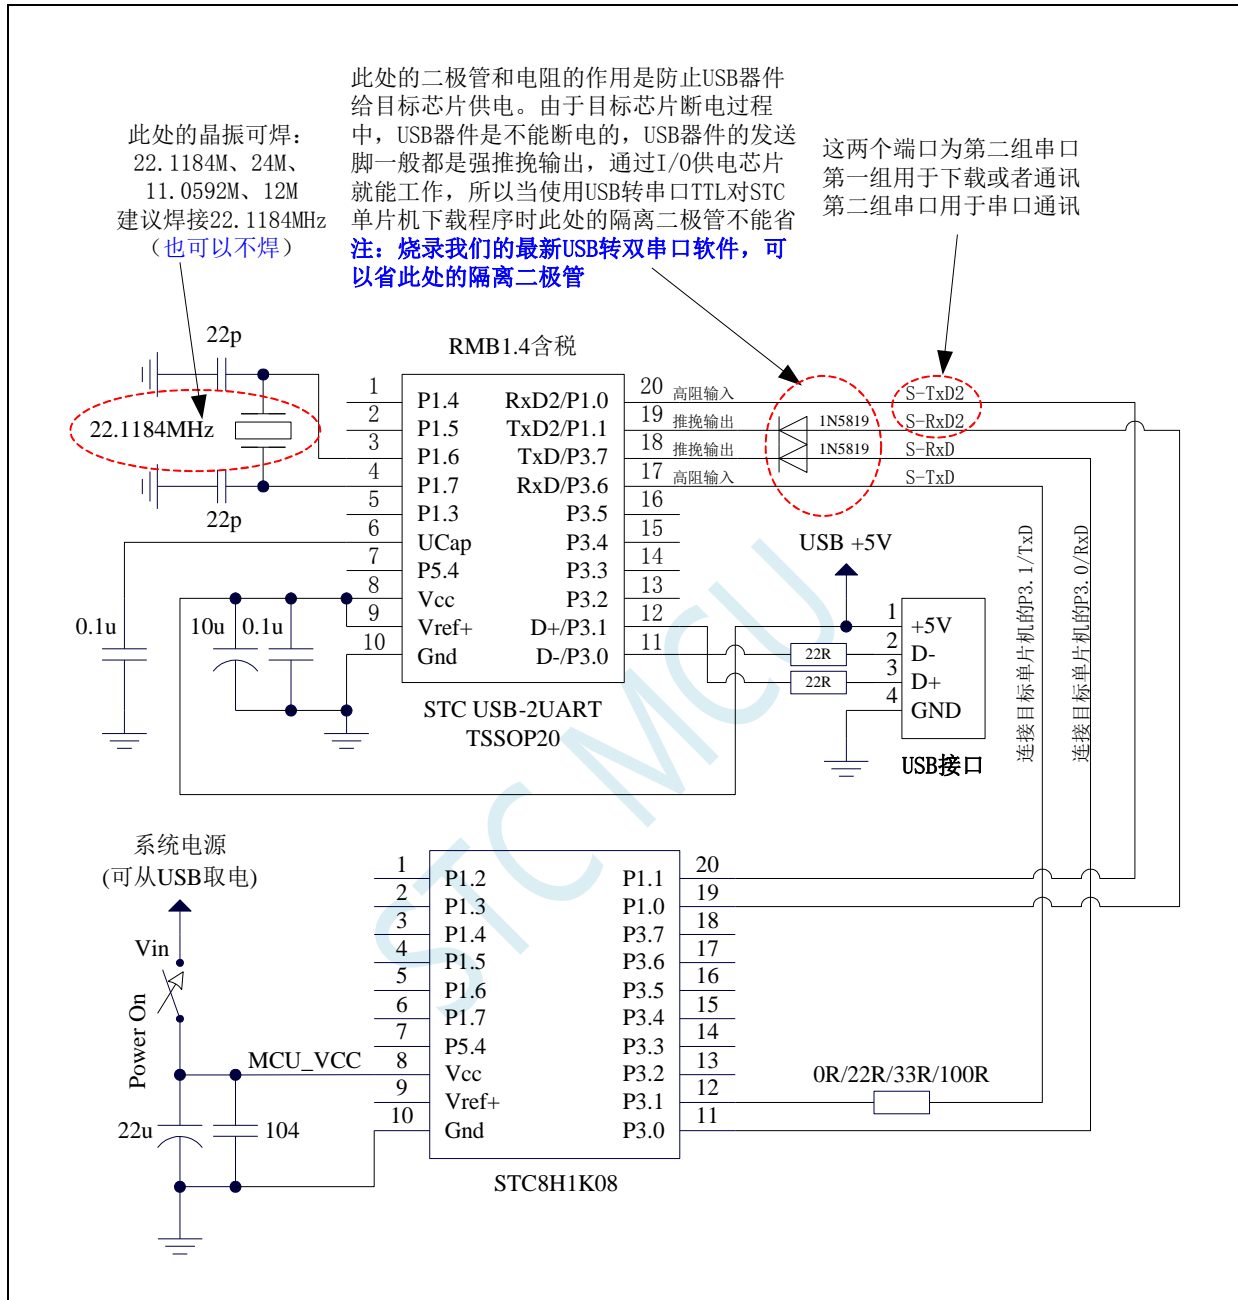 此处的二极管和电阻的作用是防止USB器件
给目标芯片供电。由于目标芯片断电过程
中，USB器件是不能断电的，USB器件的发送
脚一般都是强推挽输出，通过I/O供电芯片
就能工作，所以当使用USB转串口TTL对STC
单片机下载程序时此处的隔离二极管不能省
注：烧录我们的最新USB转双串口软件，可
以省此处的隔离二极管
此处的晶振可焊：
22.1184M、24M、
11.0592M、12M
建议焊接22.1184MHz
（也可以不焊）
这两个端口为第二组串口
第一组用于下载或者通讯
第二组串口用于串口通讯
22p
22.1184MHz
22p
RMB1.4含税
1 P1.4
2 P1.5
3 P1.6
4 P1.7
5 P1.3
6 UCap
7 P5.4
8 Vcc
9 Vref+
10 Gnd
RxD2/P1.0 20 高阻输入 S-TxD2
TxD2/P1.1 19 推挽输出 1N5819 S-RxD2
TxD/P3.7 18 推挽输出 1N5819 S-RxD
RxD/P3.6 17 高阻输入 S-TxD
P3.5 16
P3.4 15
P3.3 14
P3.2 13
D+/P3.1 12
D-/P3.0 11
STC USB-2UART
TSSOP20
0.1u
10u
0.1u
USB +5V
22R
22R
1 +5V
2 D-
3 D+
4 GND
USB接口
连接目标单片机的P3.1/TxD
连接目标单片机的P3.0/RxD
STC MCU
系统电源
(可从USB取电)
Vin
Power On
MCU_VCC
22u
104
1 P1.2
2 P1.3
3 P1.4
4 P1.5
5 P1.6
6 P1.7
7 P5.4
8 Vcc
9 Vref+
10 Gnd
P1.1 20
P1.0 19
P3.7 18
P3.6 17
P3.5 16
P3.4 15
P3.3 14
P3.2 13
P3.1 12
P3.0 11
0R/22R/33R/100R
STC8H1K08